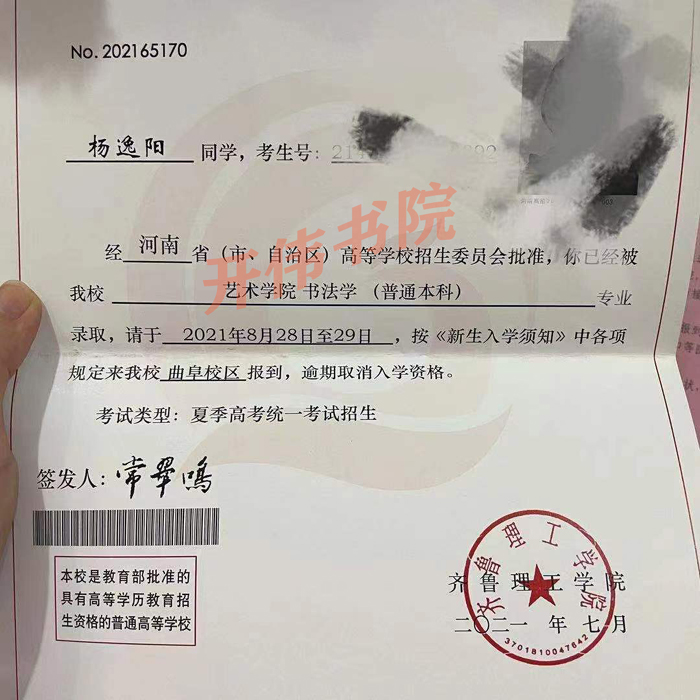 No. 202165170
杨逸阳 同学，考生号：
开伟书院
经 河南 省（市、自治区）高等学校招生委员会批准，你已经被
我校 艺术学院 书法学 （普通本科） 专业
录取，请于 2021年8月28日至29日 ，按《新生入学须知》中各项
规定来我校 曲阜校区 报到，逾期取消入学资格。
考试类型：夏季高考统一考试招生
签发人：常翠鸣
本校是教育部批准的
具有高等学历教育招
生资格的普通高等学校
齐鲁理工学院
二〇二一 年 七 月
齐鲁理工学院
3701810047642